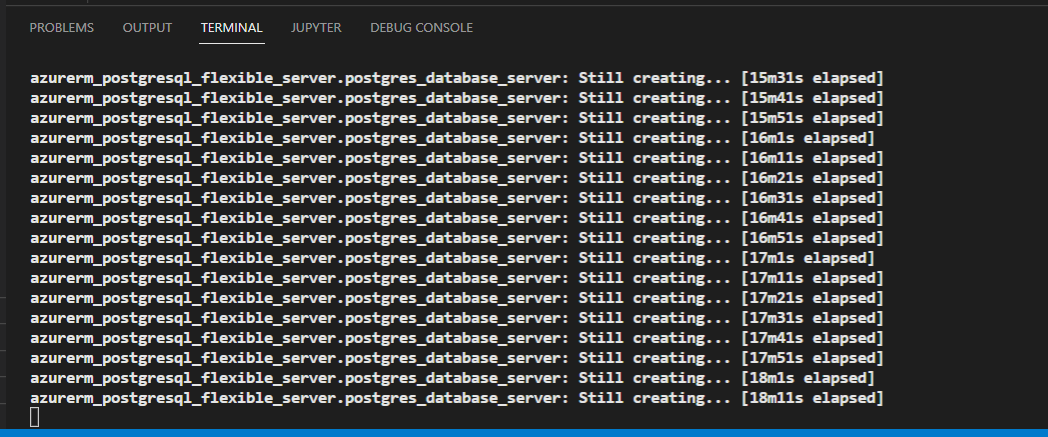 PROBLEMS OUTPUT TERMINAL JUPYTER DEBUG CONSOLE
azurerm_postgresql_flexible_server.postgres_database_server: Still creating... [15m31s elapsed]
azurerm_postgresql_flexible_server.postgres_database_server: Still creating... [15m41s elapsed]
azurerm_postgresql_flexible_server.postgres_database_server: Still creating... [15m51s elapsed]
azurerm_postgresql_flexible_server.postgres_database_server: Still creating... [16m1s elapsed]
azurerm_postgresql_flexible_server.postgres_database_server: Still creating... [16m11s elapsed]
azurerm_postgresql_flexible_server.postgres_database_server: Still creating... [16m21s elapsed]
azurerm_postgresql_flexible_server.postgres_database_server: Still creating... [16m31s elapsed]
azurerm_postgresql_flexible_server.postgres_database_server: Still creating... [16m41s elapsed]
azurerm_postgresql_flexible_server.postgres_database_server: Still creating... [16m51s elapsed]
azurerm_postgresql_flexible_server.postgres_database_server: Still creating... [17m1s elapsed]
azurerm_postgresql_flexible_server.postgres_database_server: Still creating... [17m11s elapsed]
azurerm_postgresql_flexible_server.postgres_database_server: Still creating... [17m21s elapsed]
azurerm_postgresql_flexible_server.postgres_database_server: Still creating... [17m31s elapsed]
azurerm_postgresql_flexible_server.postgres_database_server: Still creating... [17m41s elapsed]
azurerm_postgresql_flexible_server.postgres_database_server: Still creating... [17m51s elapsed]
azurerm_postgresql_flexible_server.postgres_database_server: Still creating... [18m1s elapsed]
azurerm_postgresql_flexible_server.postgres_database_server: Still creating... [18m11s elapsed]